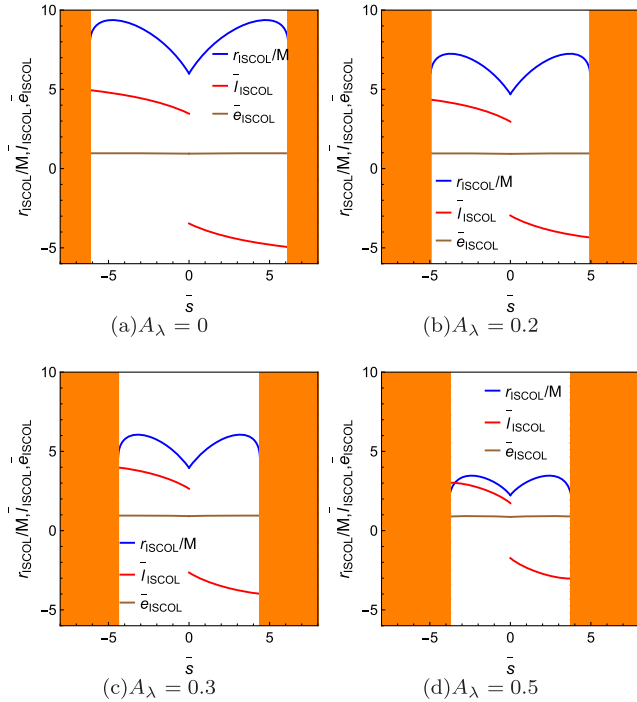 10
5
0
−5
r_ISCOL/M, l̄_ISCOL, ē_ISCOL
r_ISCOL/M
l̄_ISCOL
ē_ISCOL
−5 0 5
s̄
(a)A_λ = 0
10
5
0
−5
r_ISCOL/M, l̄_ISCOL, ē_ISCOL
r_ISCOL/M
l̄_ISCOL
ē_ISCOL
−5 0 5
s̄
(b)A_λ = 0.2
10
5
0
−5
r_ISCOL/M, l̄_ISCOL, ē_ISCOL
r_ISCOL/M
l̄_ISCOL
ē_ISCOL
−5 0 5
s̄
(c)A_λ = 0.3
10
5
0
−5
r_ISCOL/M, l̄_ISCOL, ē_ISCOL
r_ISCOL/M
l̄_ISCOL
ē_ISCOL
−5 0 5
s̄
(d)A_λ = 0.5